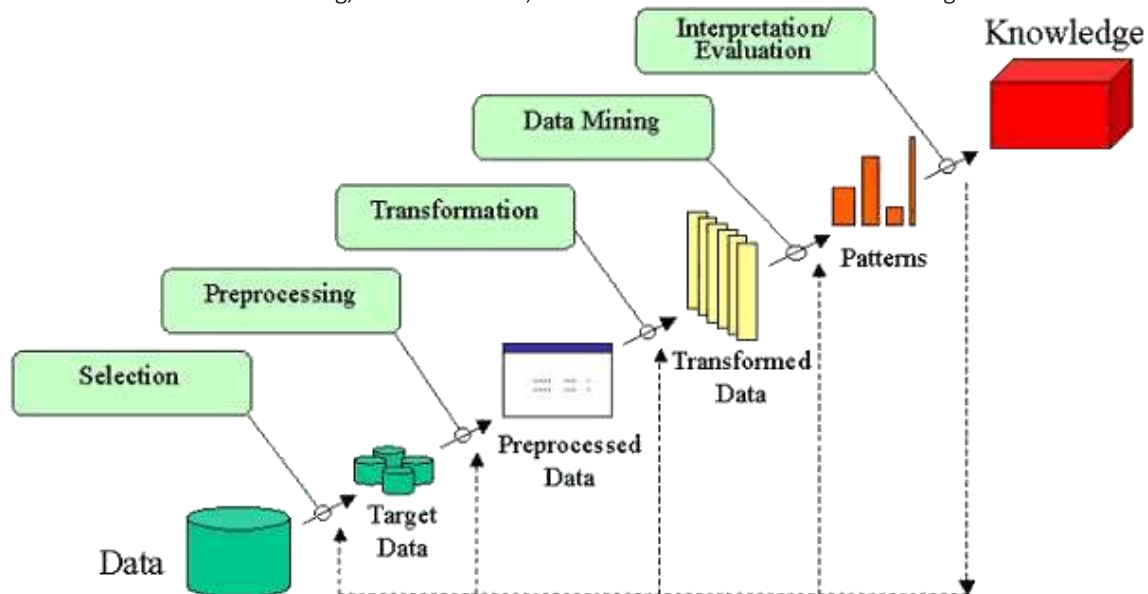 Interpretation/
Evaluation
Knowledge
Data Mining
Transformation
Patterns
Preprocessing
Transformed
Data
Selection
Preprocessed
Data
Target
Data
Data